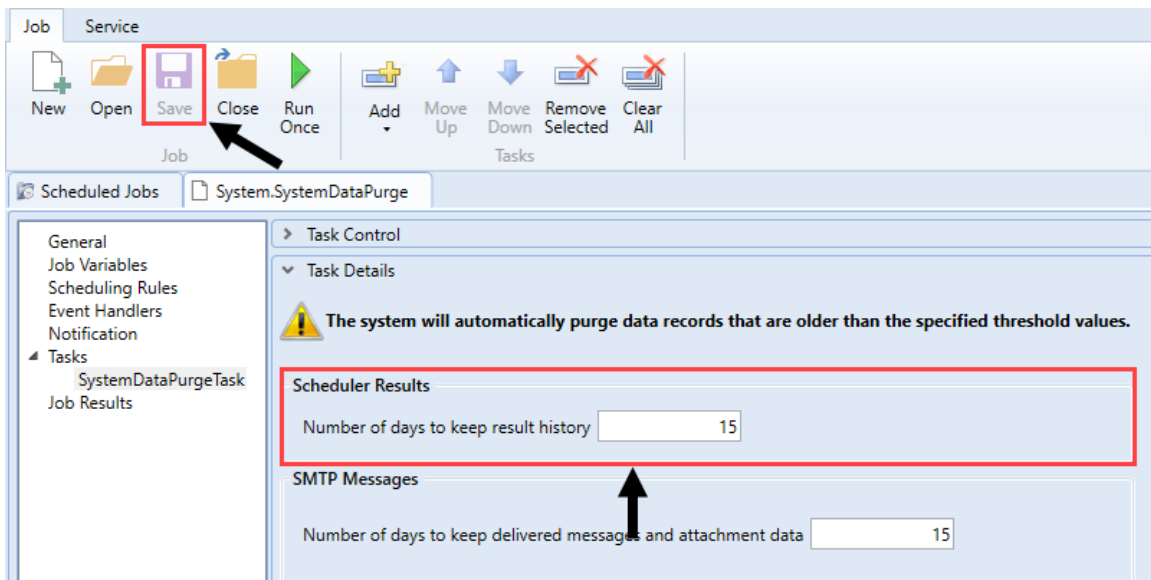 Job Service
New Open Save Close Run Once Add Move Up Move Down Remove Selected Clear All
Job Tasks
Scheduled Jobs System.SystemDataPurge
General
Job Variables
Scheduling Rules
Event Handlers
Notification
Tasks
SystemDataPurgeTask
Job Results
Task Control
Task Details
The system will automatically purge data records that are older than the specified threshold values.
Scheduler Results
Number of days to keep result history 15
SMTP Messages
Number of days to keep delivered messages and attachment data 15